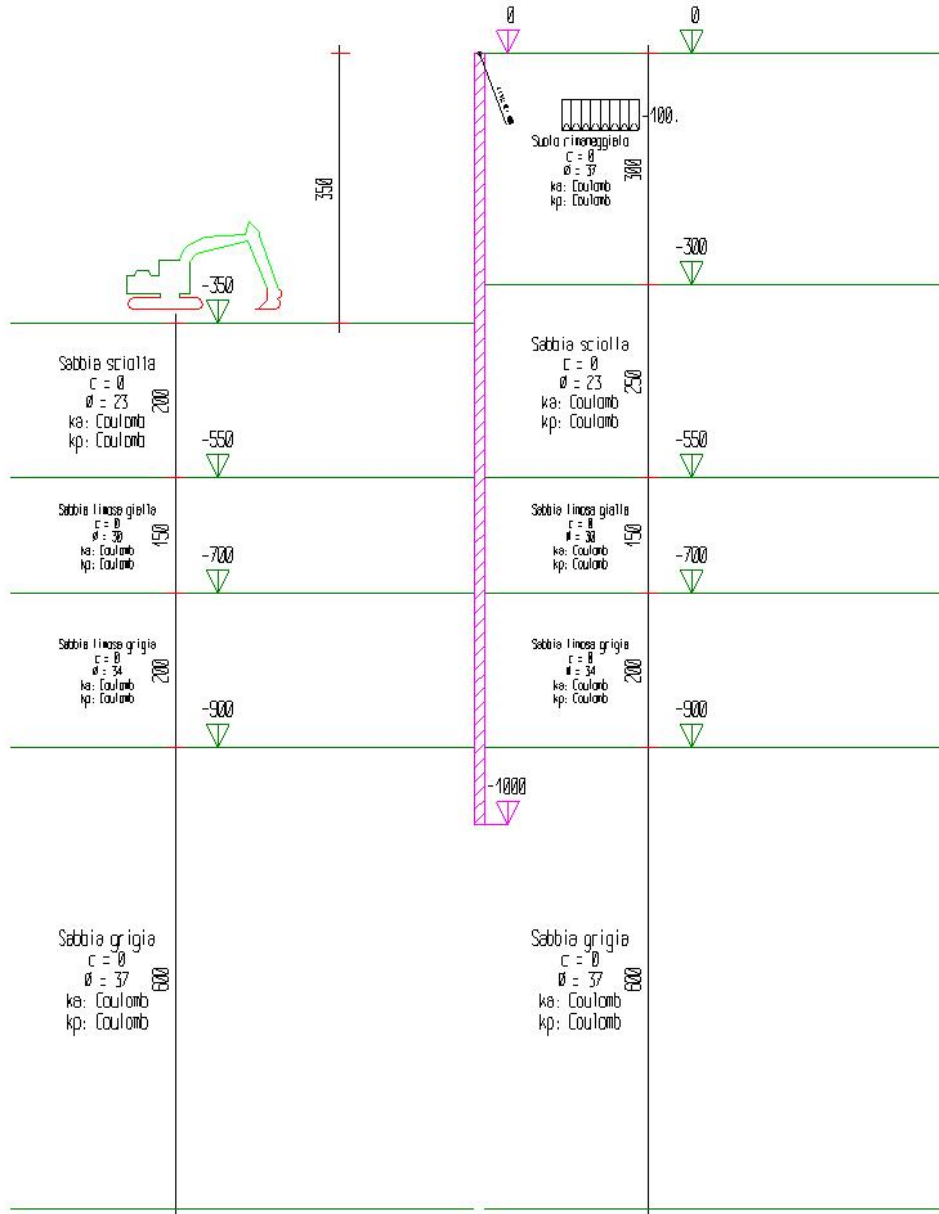 0
0
-100.
Suolo rimaneggiato
c = 0
Ø = 37
ka: Coulomb
kp: Coulomb
300
350
-300
-350
Sabbia sciolta
c = 0
Ø = 23
ka: Coulomb
kp: Coulomb
200
Sabbia sciolta
c = 0
Ø = 23
ka: Coulomb
kp: Coulomb
250
-550
-550
Sabbia limosa gialla
c = 0
Ø = 30
ka: Coulomb
kp: Coulomb
150
Sabbia limosa gialla
c = 0
Ø = 30
ka: Coulomb
kp: Coulomb
150
-700
-700
Sabbia limosa grigia
c = 0
Ø = 34
ka: Coulomb
kp: Coulomb
200
Sabbia limosa grigia
c = 0
Ø = 34
ka: Coulomb
kp: Coulomb
200
-900
-900
-1000
Sabbia grigia
c = 0
Ø = 37
ka: Coulomb
kp: Coulomb
600
Sabbia grigia
c = 0
Ø = 37
ka: Coulomb
kp: Coulomb
600